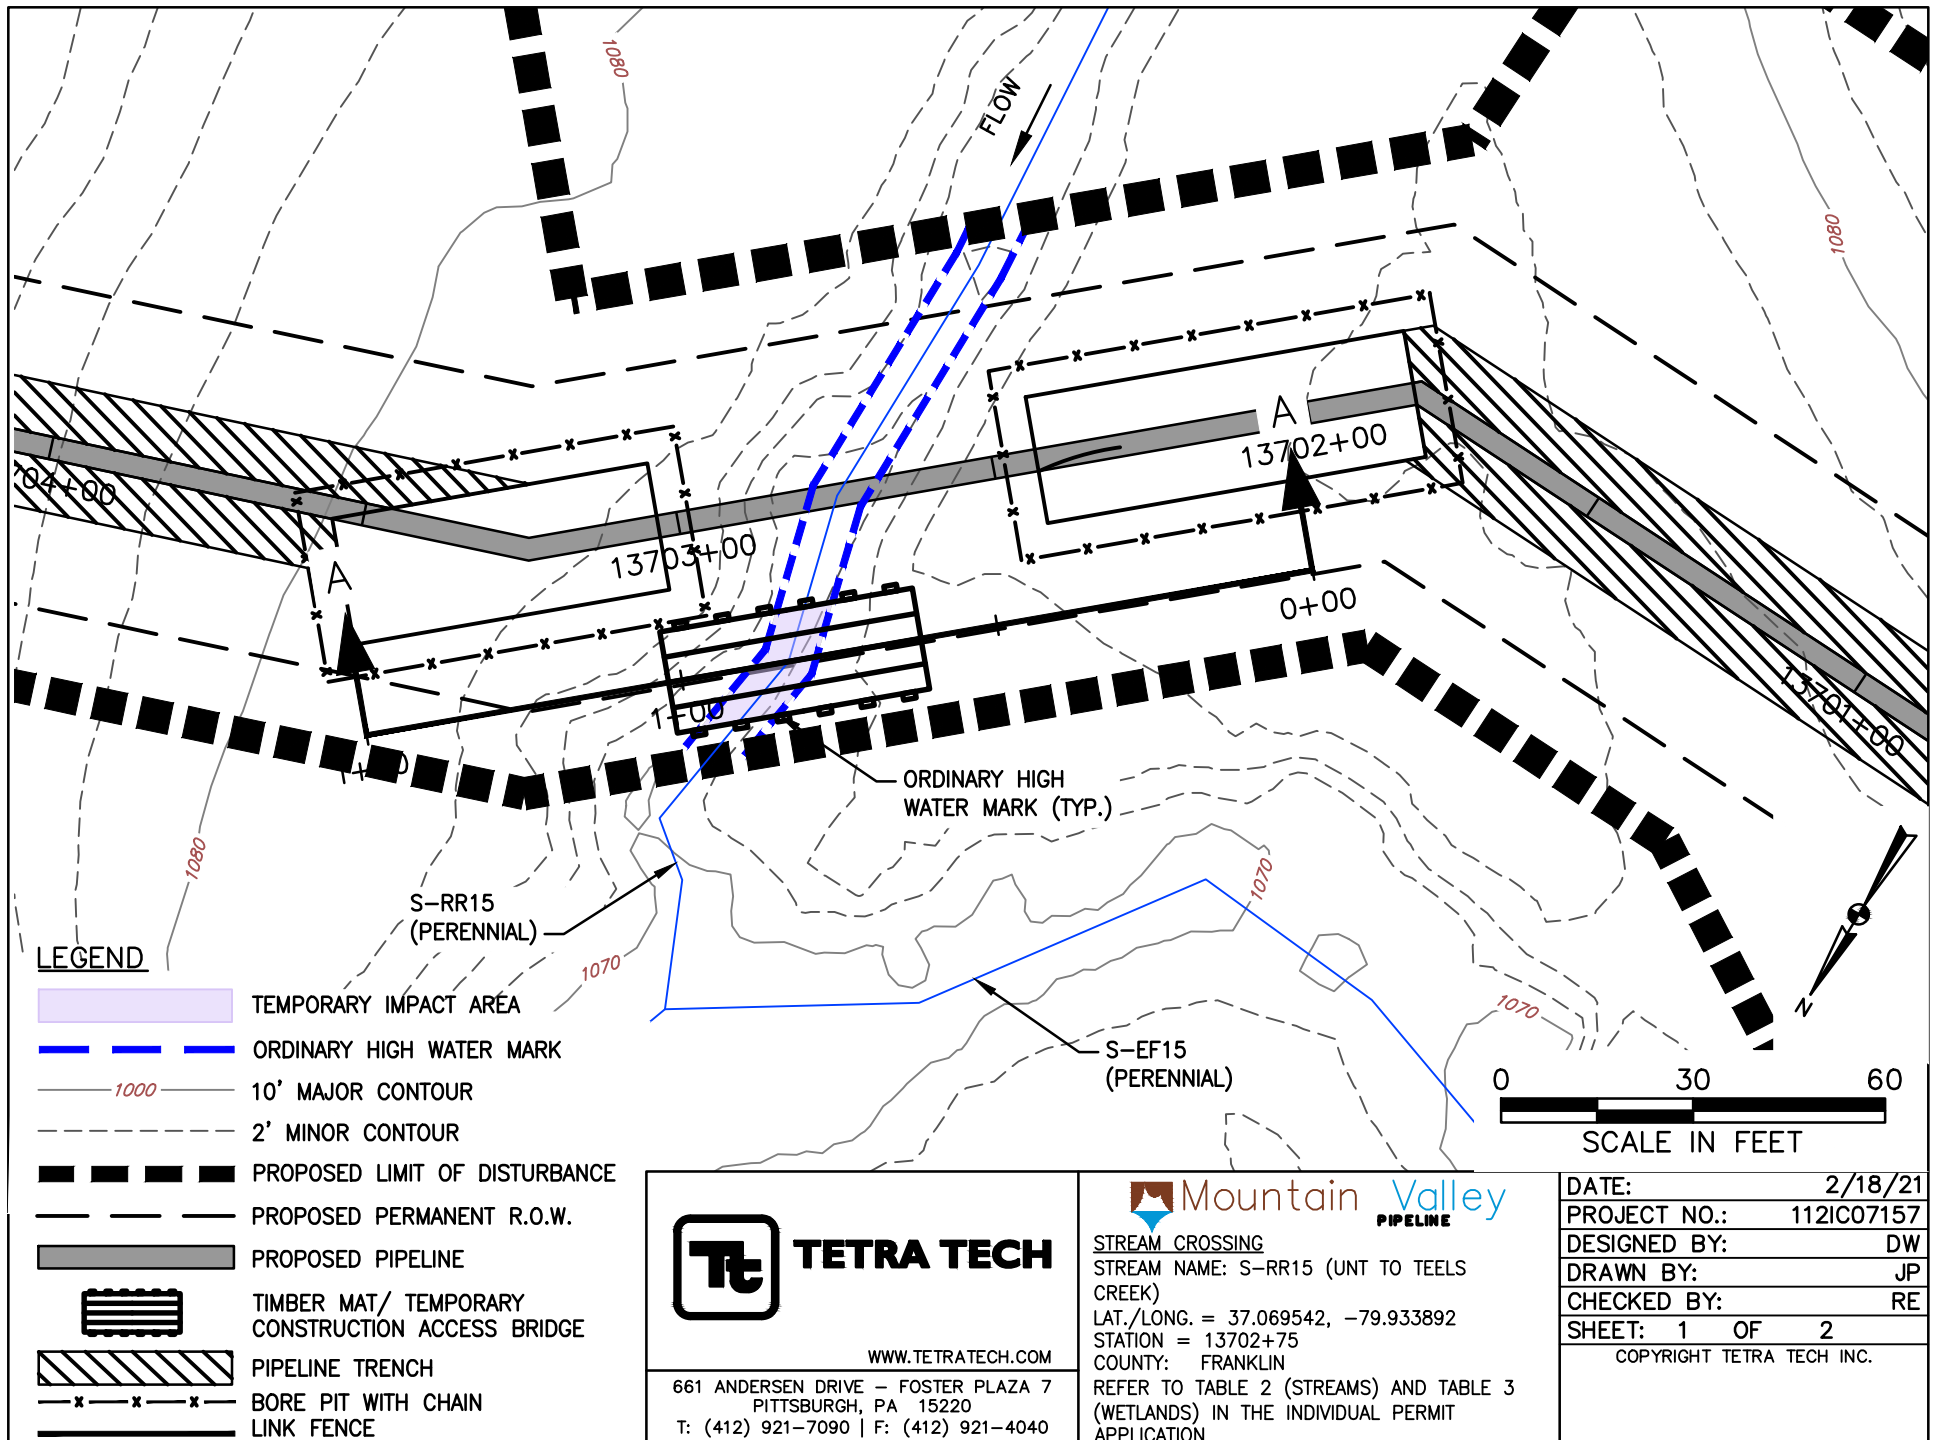 1080
FLOW
1080
A
13702+00
04+00
13703+00
A
0+00
1+00
13701+00
ORDINARY HIGH
WATER MARK (TYP.)
1080
1070
S-RR15
(PERENNIAL)
1070
1070
N
S-EF15
(PERENNIAL)
0 30 60
SCALE IN FEET
LEGEND
TEMPORARY IMPACT AREA
ORDINARY HIGH WATER MARK
1000
10' MAJOR CONTOUR
2' MINOR CONTOUR
PROPOSED LIMIT OF DISTURBANCE
PROPOSED PERMANENT R.O.W.
PROPOSED PIPELINE
TIMBER MAT/ TEMPORARY
CONSTRUCTION ACCESS BRIDGE
PIPELINE TRENCH
BORE PIT WITH CHAIN
LINK FENCE
Tt TETRA TECH
WWW.TETRATECH.COM
661 ANDERSEN DRIVE – FOSTER PLAZA 7
PITTSBURGH, PA 15220
T: (412) 921-7090 | F: (412) 921-4040
Mountain Valley
PIPELINE
STREAM CROSSING
STREAM NAME: S-RR15 (UNT TO TEELS
CREEK)
LAT./LONG. = 37.069542, -79.933892
STATION = 13702+75
COUNTY: FRANKLIN
REFER TO TABLE 2 (STREAMS) AND TABLE 3
(WETLANDS) IN THE INDIVIDUAL PERMIT
APPLICATION
DATE: 2/18/21
PROJECT NO.: 112IC07157
DESIGNED BY: DW
DRAWN BY: JP
CHECKED BY: RE
SHEET: 1 OF 2
COPYRIGHT TETRA TECH INC.